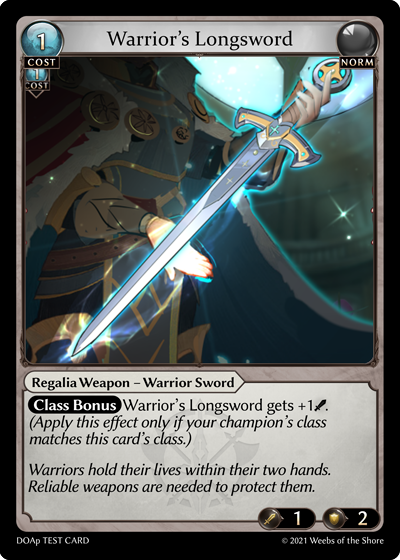 1
Warrior's Longsword
COST
NORM
1
COST
Regalia Weapon – Warrior Sword
Class Bonus Warrior's Longsword gets +1.
(Apply this effect only if your champion's class
matches this card's class.)
Warriors hold their lives within their two hands.
Reliable weapons are needed to protect them.
1
2
DOAp TEST CARD
© 2021 Weebs of the Shore